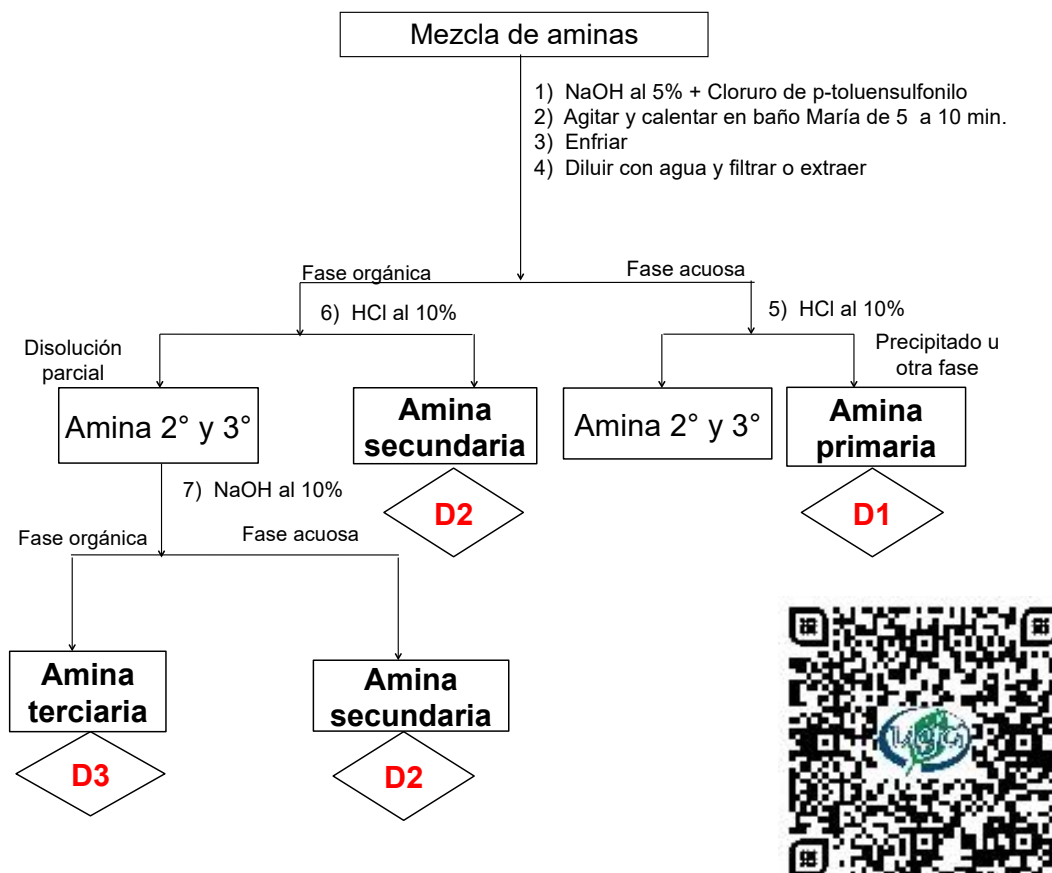 Mezcla de aminas
1) NaOH al 5% + Cloruro de p-toluensulfonilo
2) Agitar y calentar en baño María de 5 a 10 min.
3) Enfriar
4) Diluir con agua y filtrar o extraer
Fase orgánica
Fase acuosa
6) HCl al 10%
5) HCl al 10%
Disolución
parcial
Precipitado u
otra fase
Amina 2° y 3°
Amina
secundaria
Amina 2° y 3°
Amina
primaria
D2
D1
7) NaOH al 10%
Fase orgánica
Fase acuosa
Amina
terciaria
Amina
secundaria
D3
D2